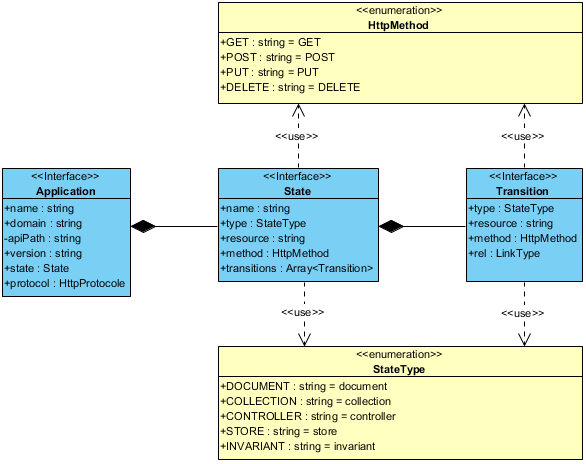 <<enumeration>>
HttpMethod
+GET : string = GET
+POST : string = POST
+PUT : string = PUT
+DELETE : string = DELETE
<<use>>
<<use>>
<<Interface>>
Application
+name : string
+domain : string
-apiPath : string
+version : string
+state : State
+protocol : HttpProtocole
<<Interface>>
State
+name : string
+type : StateType
+resource : string
+method : HttpMethod
+transitions : Array<Transition>
<<Interface>>
Transition
+type : StateType
+resource : string
+method : HttpMethod
+rel : LinkType
<<use>>
<<use>>
<<enumeration>>
StateType
+DOCUMENT : string = document
+COLLECTION : string = collection
+CONTROLLER : string = controller
+STORE : string = store
+INVARIANT : string = invariant